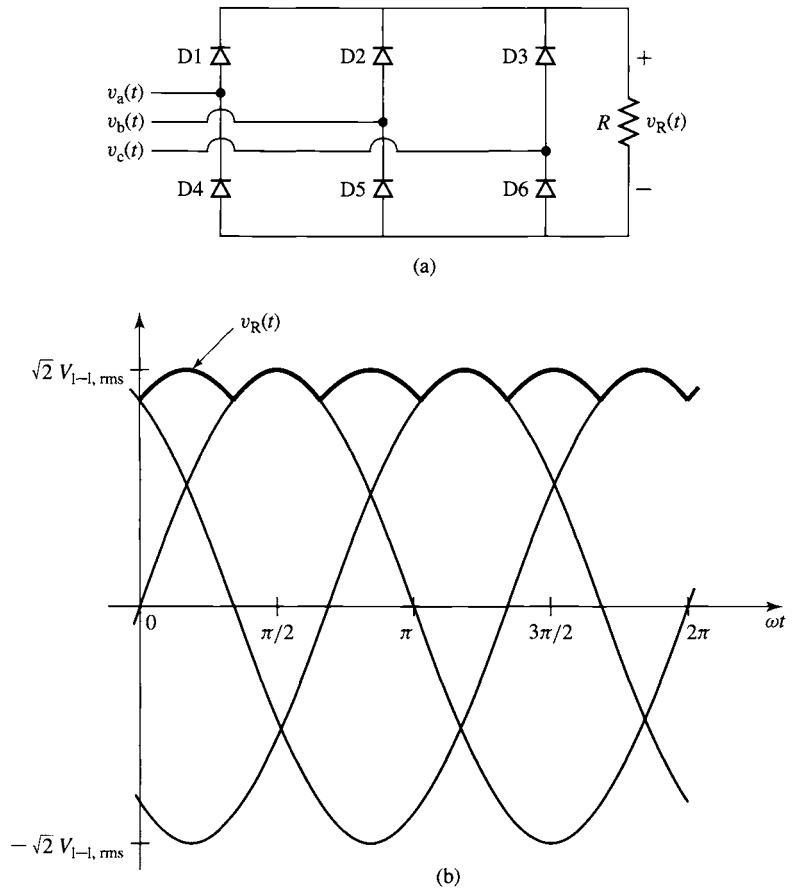 D1 D2 D3
+
vₐ(t)
v_b(t)
R v_R(t)
v_c(t)
D4 D5 D6
−
(a)
v_R(t)
√2 V_l–l, rms
0 π/2 π 3π/2 2π
ωt
−√2 V_l–l, rms
(b)